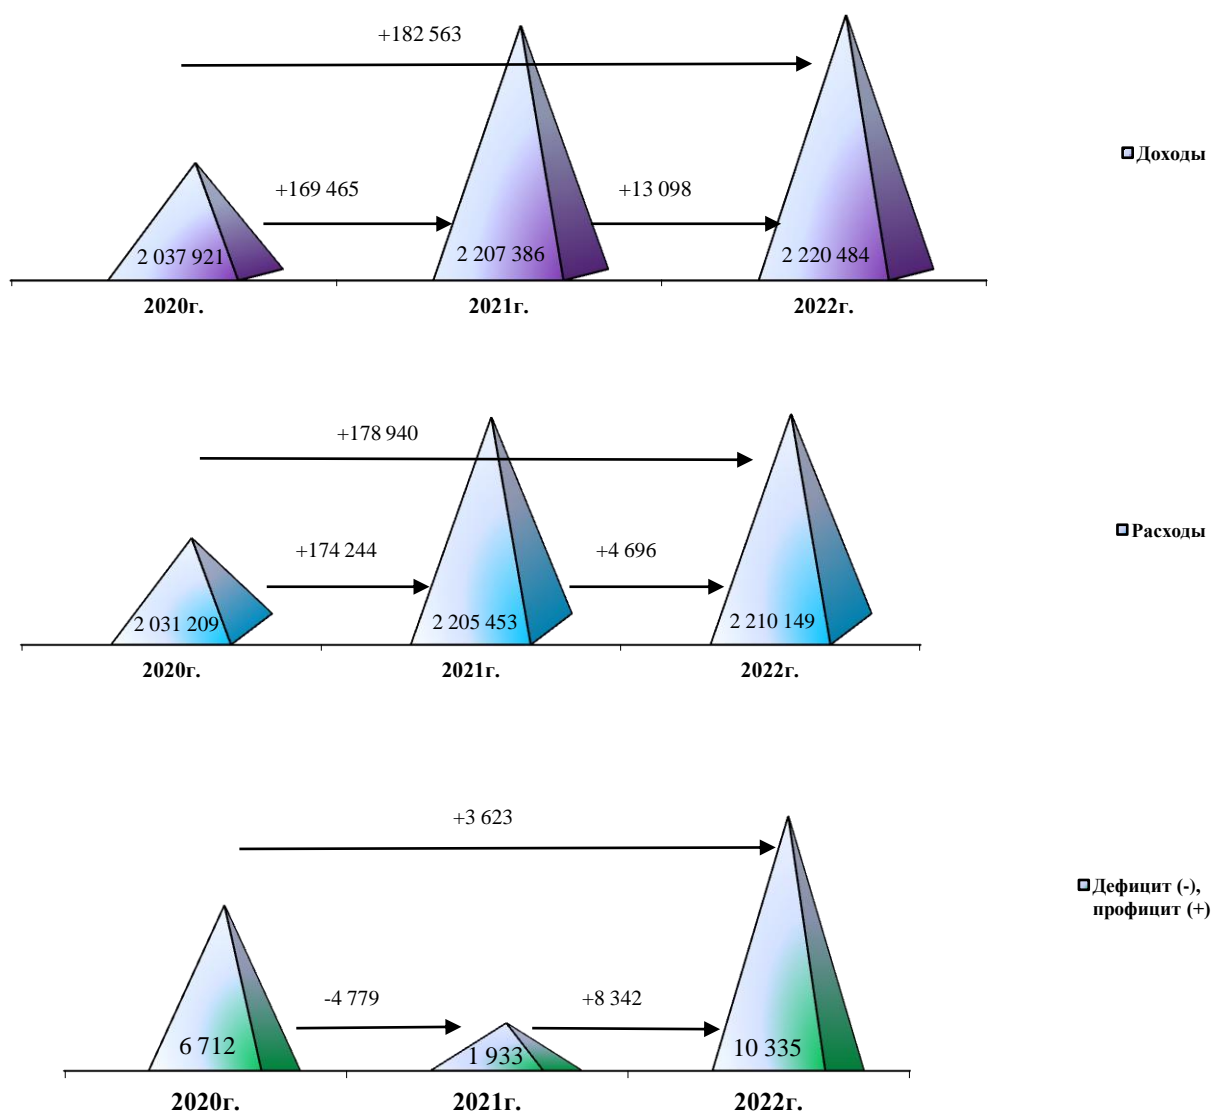 +182 563
Доходы
+169 465
+13 098
2 037 921
2 207 386
2 220 484
2020г.
2021г.
2022г.
+178 940
Расходы
+174 244
+4 696
2 031 209
2 205 453
2 210 149
2020г.
2021г.
2022г.
+3 623
Дефицит (-),
профицит (+)
-4 779
+8 342
6 712
1 933
10 335
2020г.
2021г.
2022г.